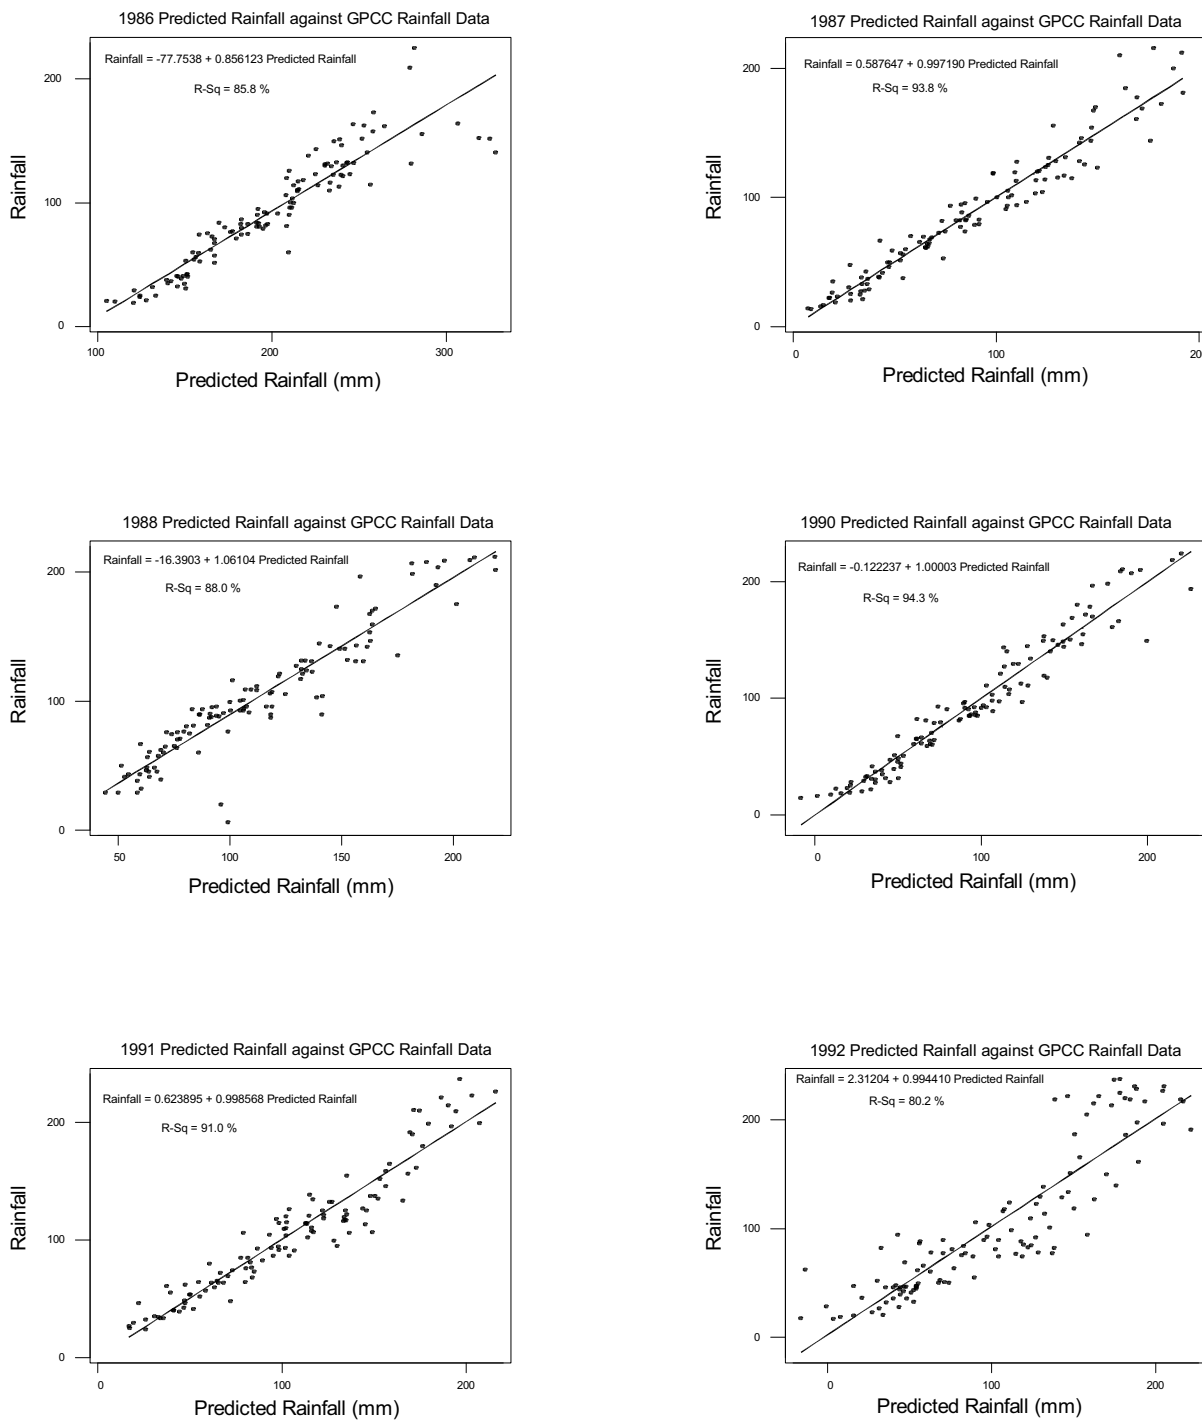 1986 Predicted Rainfall against GPCC Rainfall Data
Rainfall = -77.7538 + 0.856123 Predicted Rainfall
R-Sq = 85.8 %
200
100
0
Rainfall
100 200 300
Predicted Rainfall (mm)
1987 Predicted Rainfall against GPCC Rainfall Data
Rainfall = 0.587647 + 0.997190 Predicted Rainfall
R-Sq = 93.8 %
200
100
0
Rainfall
0 100 20
Predicted Rainfall (mm)
1988 Predicted Rainfall against GPCC Rainfall Data
Rainfall = -16.3903 + 1.06104 Predicted Rainfall
R-Sq = 88.0 %
200
100
0
Rainfall
50 100 150 200
Predicted Rainfall (mm)
1990 Predicted Rainfall against GPCC Rainfall Data
Rainfall = -0.122237 + 1.00003 Predicted Rainfall
R-Sq = 94.3 %
200
100
0
Rainfall
0 100 200
Predicted Rainfall (mm)
1991 Predicted Rainfall against GPCC Rainfall Data
Rainfall = 0.623895 + 0.998568 Predicted Rainfall
R-Sq = 91.0 %
200
100
0
Rainfall
0 100 200
Predicted Rainfall (mm)
1992 Predicted Rainfall against GPCC Rainfall Data
Rainfall = 2.31204 + 0.994410 Predicted Rainfall
R-Sq = 80.2 %
200
100
0
Rainfall
0 100 200
Predicted Rainfall (mm)